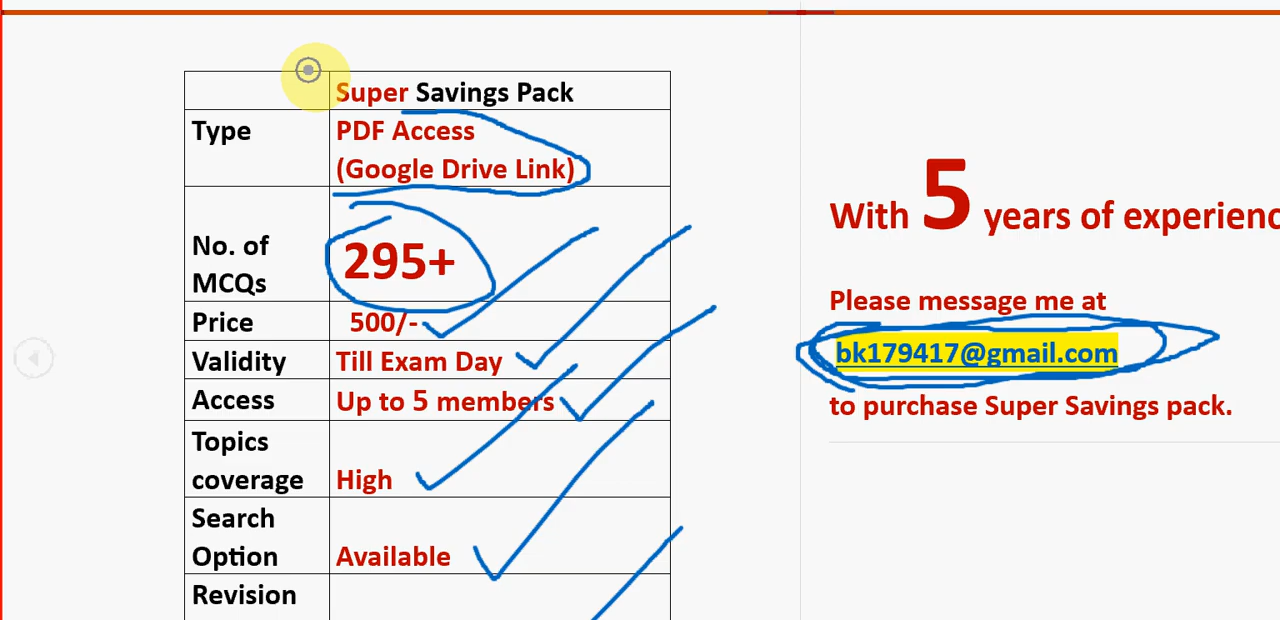 Super Savings Pack
Type PDF Access
(Google Drive Link)
No. of
MCQs 295+
Price 500/-
Validity Till Exam Day
Access Up to 5 members
Topics
coverage High
Search
Option Available
Revision
With 5 years of experienc
Please message me at
bk179417@gmail.com
to purchase Super Savings pack.